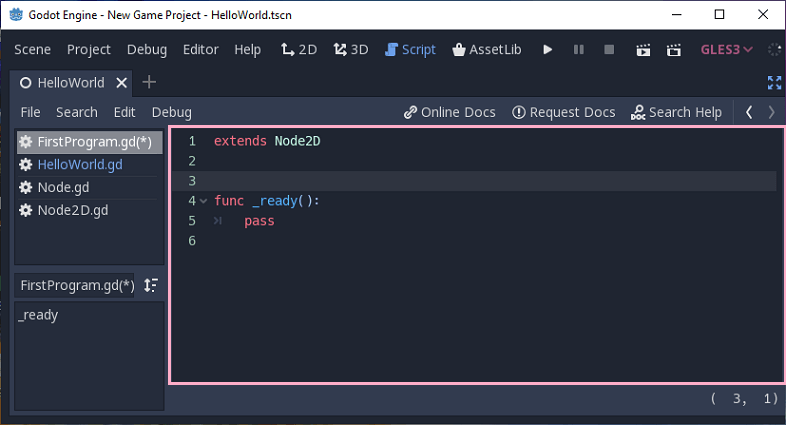 Godot Engine - New Game Project - HelloWorld.tscn
Scene Project Debug Editor Help 2D 3D Script AssetLib GLES3
HelloWorld
File Search Edit Debug Online Docs Request Docs Search Help
FirstProgram.gd(*)
HelloWorld.gd
Node.gd
Node2D.gd
FirstProgram.gd(*)
_ready
1 extends Node2D
2
3
4 func _ready():
5 pass
6
( 3, 1)